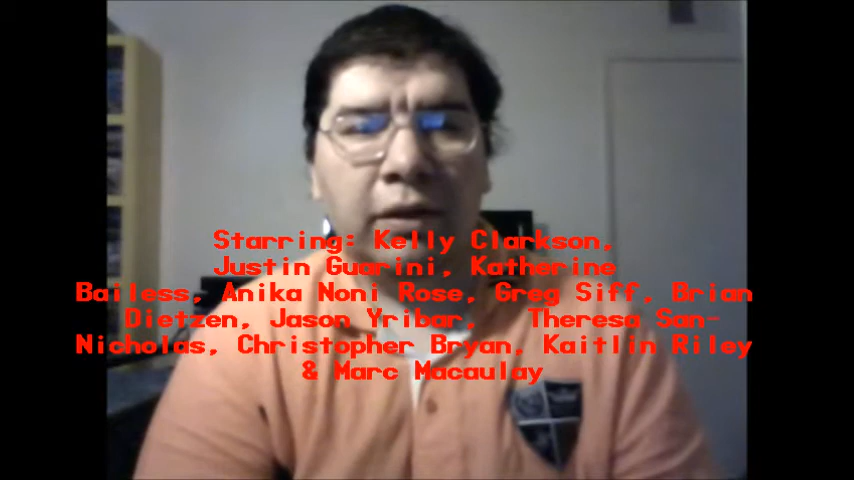 Starring: Kelly Clarkson,
Justin Guarini, Katherine
Bailess, Anika Noni Rose, Greg Siff, Brian
Dietzen, Jason Yribar, Theresa San-
Nicholas, Christopher Bryan, Kaitlin Riley
& Marc Macaulay